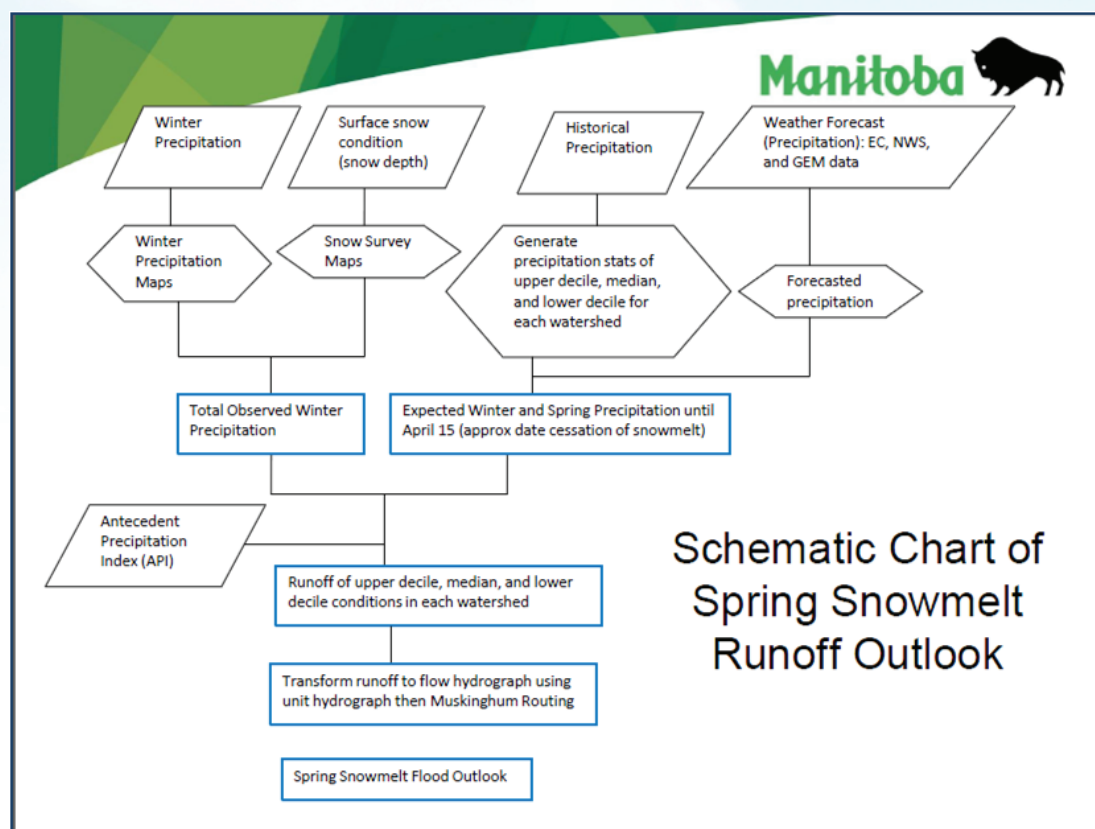 Manitoba
Winter
Precipitation
Surface snow
condition
(snow depth)
Historical
Precipitation
Weather Forecast
(Precipitation): EC, NWS,
and GEM data
Winter
Precipitation
Maps
Snow Survey
Maps
Generate
precipitation stats of
upper decile, median,
and lower decile for
each watershed
Forecasted
precipitation
Total Observed Winter
Precipitation
Expected Winter and Spring Precipitation until
April 15 (approx date cessation of snowmelt)
Antecedent
Precipitation
Index (API)
Runoff of upper decile, median, and lower
decile conditions in each watershed
Transform runoff to flow hydrograph using
unit hydrograph then Muskinghum Routing
Spring Snowmelt Flood Outlook
Schematic Chart of
Spring Snowmelt
Runoff Outlook